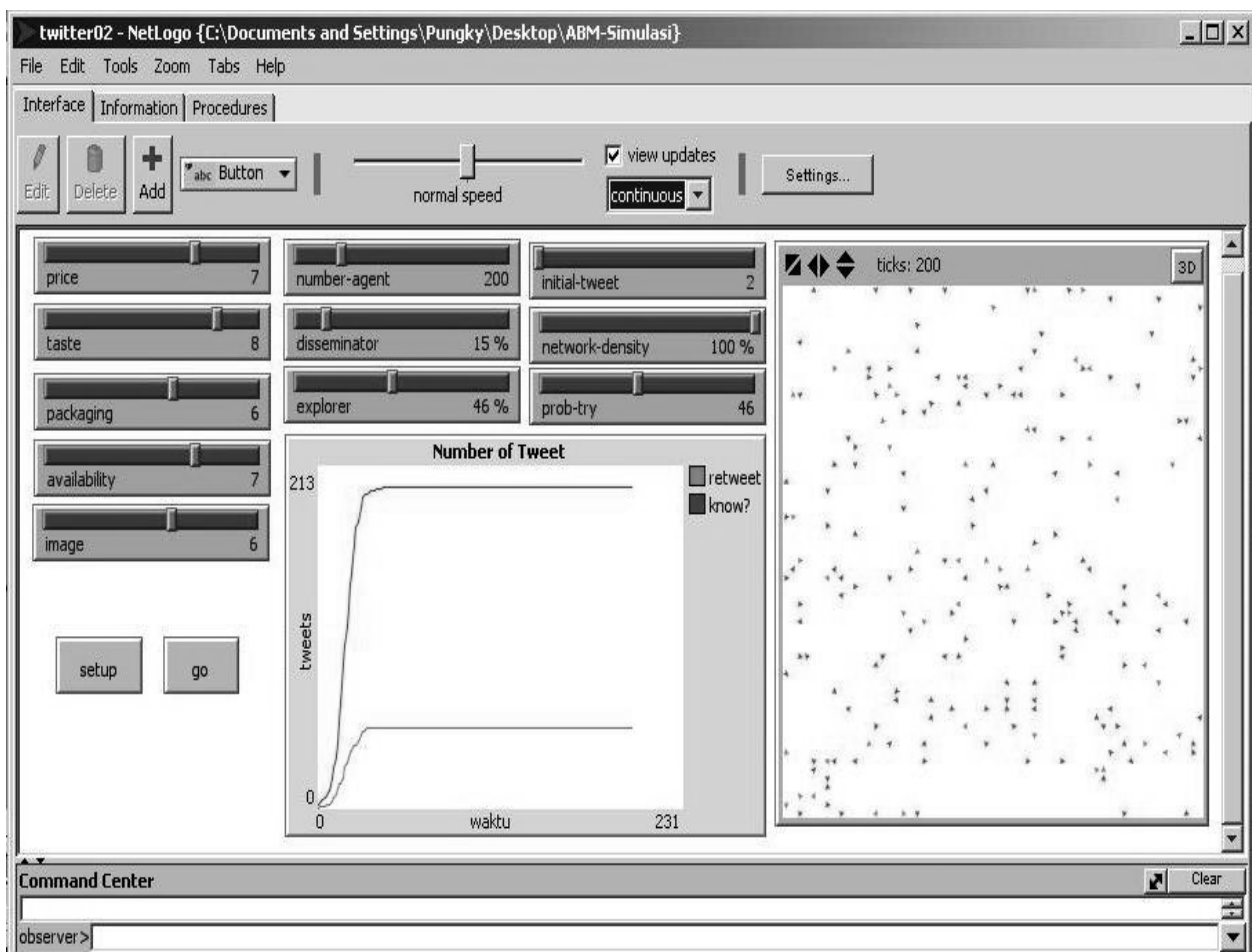 twitter02 - NetLogo {C:\Documents and Settings\Pungky\Desktop\ABM-Simulasi}
File Edit Tools Zoom Tabs Help
Interface Information Procedures
Edit Delete Add abc Button normal speed view updates continuous Settings...
price 7
taste 8
packaging 6
availability 7
image 6
setup go
number-agent 200
disseminator 15 %
explorer 46 %
initial-tweet 2
network-density 100 %
prob-try 46
Number of Tweet
213
tweets
0
0 waktu 231
retweet
know?
ticks: 200 3D
Command Center Clear
observer>